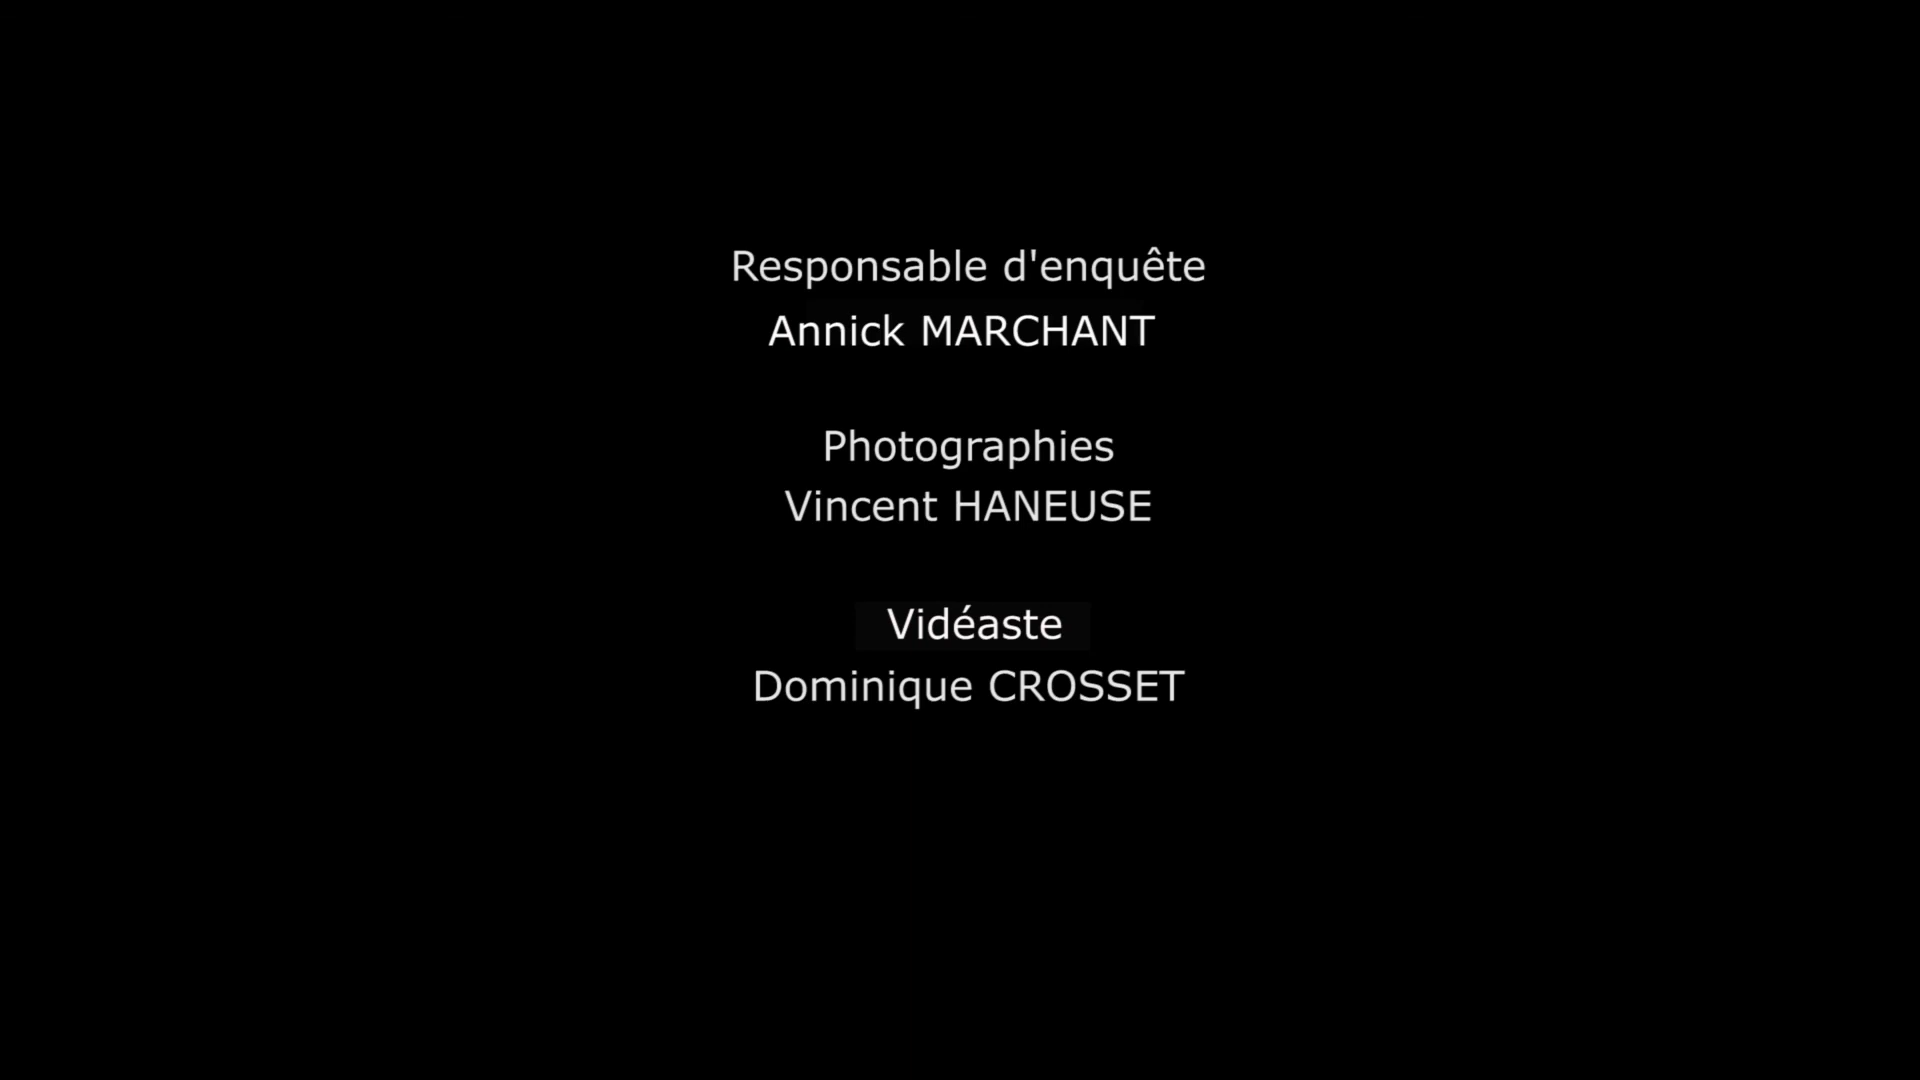 Responsable d'enquête
Annick MARCHANT
Photographies
Vincent HANEUSE
Vidéaste
Dominique CROSSET